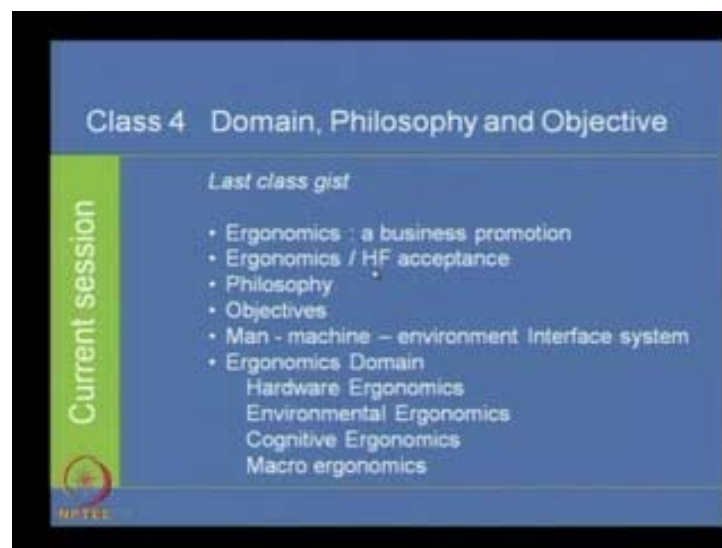 Class 4 Domain, Philosophy and Objective
Current session
Last class gist
• Ergonomics : a business promotion
• Ergonomics / HF acceptance
• Philosophy
• Objectives
• Man - machine – environment Interface system
• Ergonomics Domain
Hardware Ergonomics
Environmental Ergonomics
Cognitive Ergonomics
Macro ergonomics
NPTEL